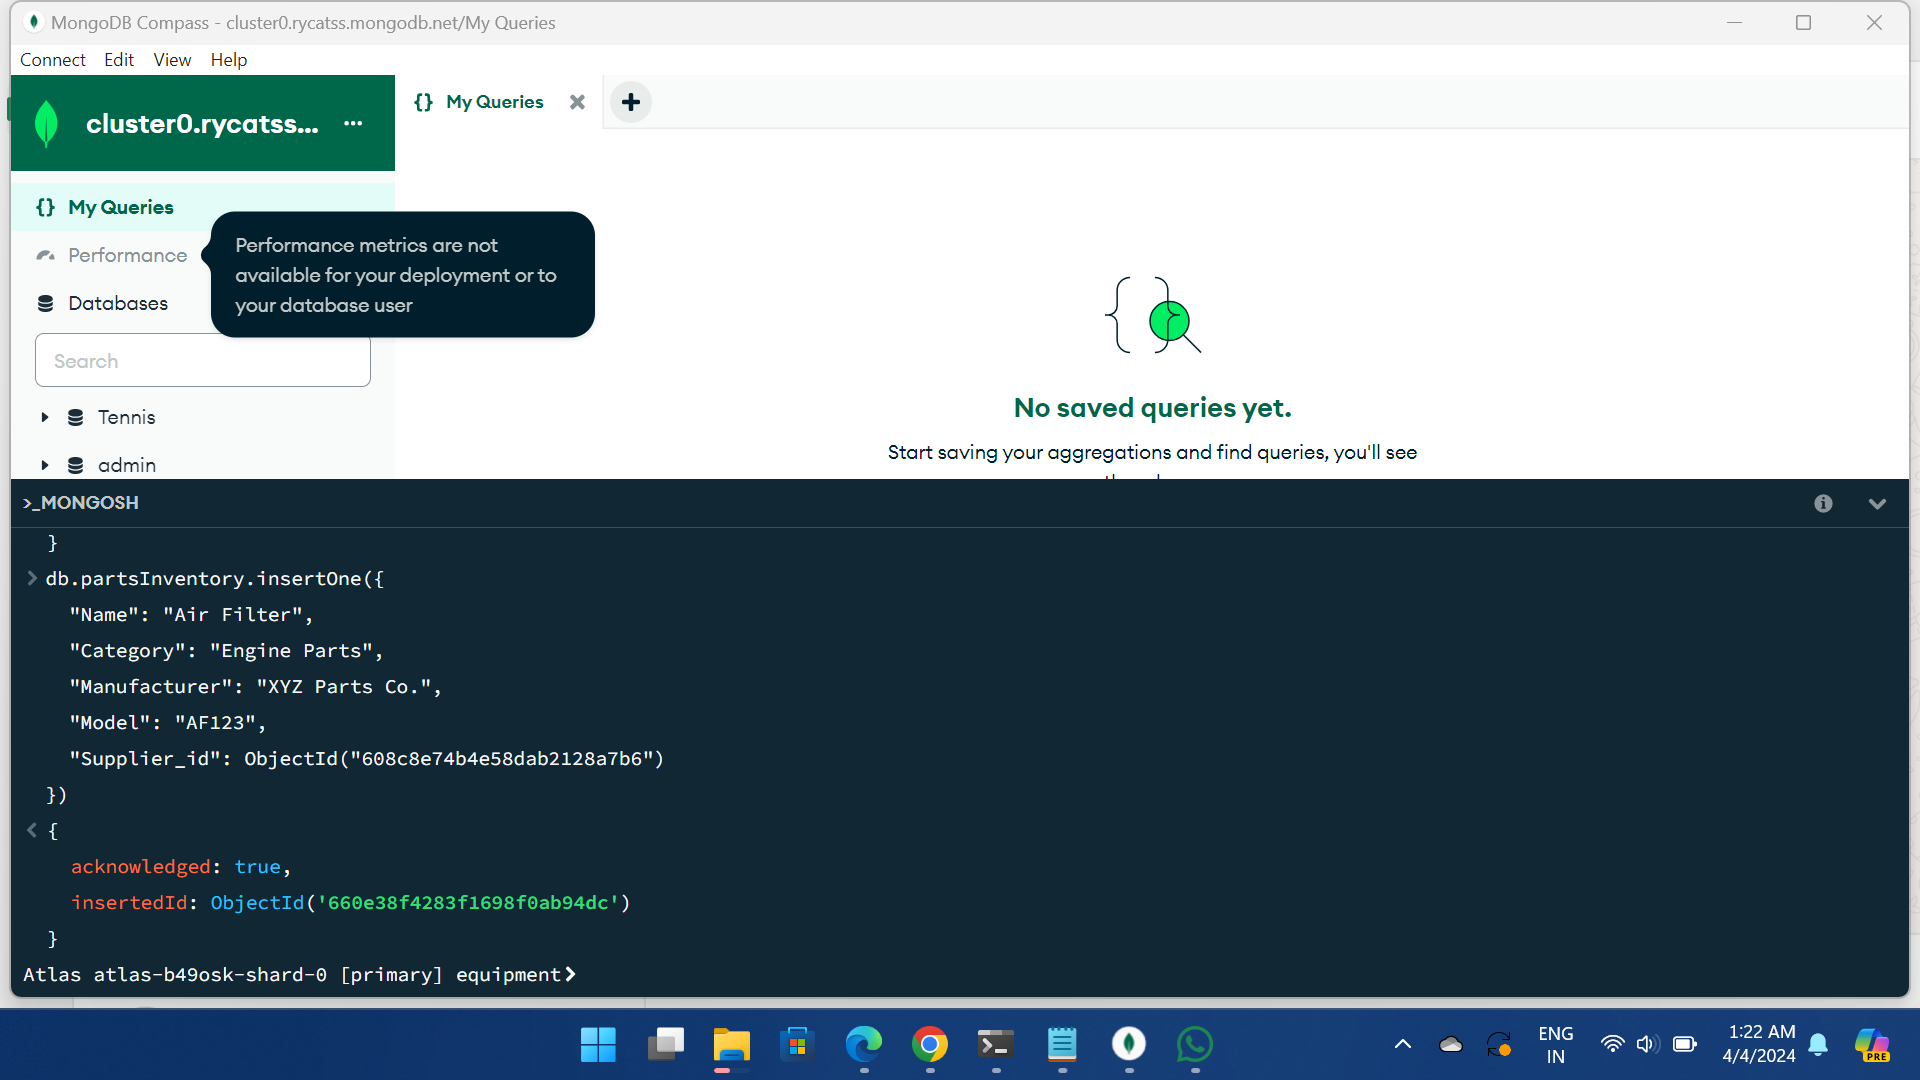 MongoDB Compass - cluster0.rycatss.mongodb.net/My Queries
Connect Edit View Help
cluster0.rycatss... ...
{} My Queries
{} My Queries
Performance
Performance metrics are not
available for your deployment or to
your database user
Databases
Search
Tennis
admin
No saved queries yet.
Start saving your aggregations and find queries, you'll see
>_MONGOSH
}
db.partsInventory.insertOne({
"Name": "Air Filter",
"Category": "Engine Parts",
"Manufacturer": "XYZ Parts Co.",
"Model": "AF123",
"Supplier_id": ObjectId("608c8e74b4e58dab2128a7b6")
})
{
acknowledged: true,
insertedId: ObjectId('660e38f4283f1698f0ab94dc')
}
Atlas atlas-b49osk-shard-0 [primary] equipment>
ENG
IN
1:22 AM
4/4/2024
PRE